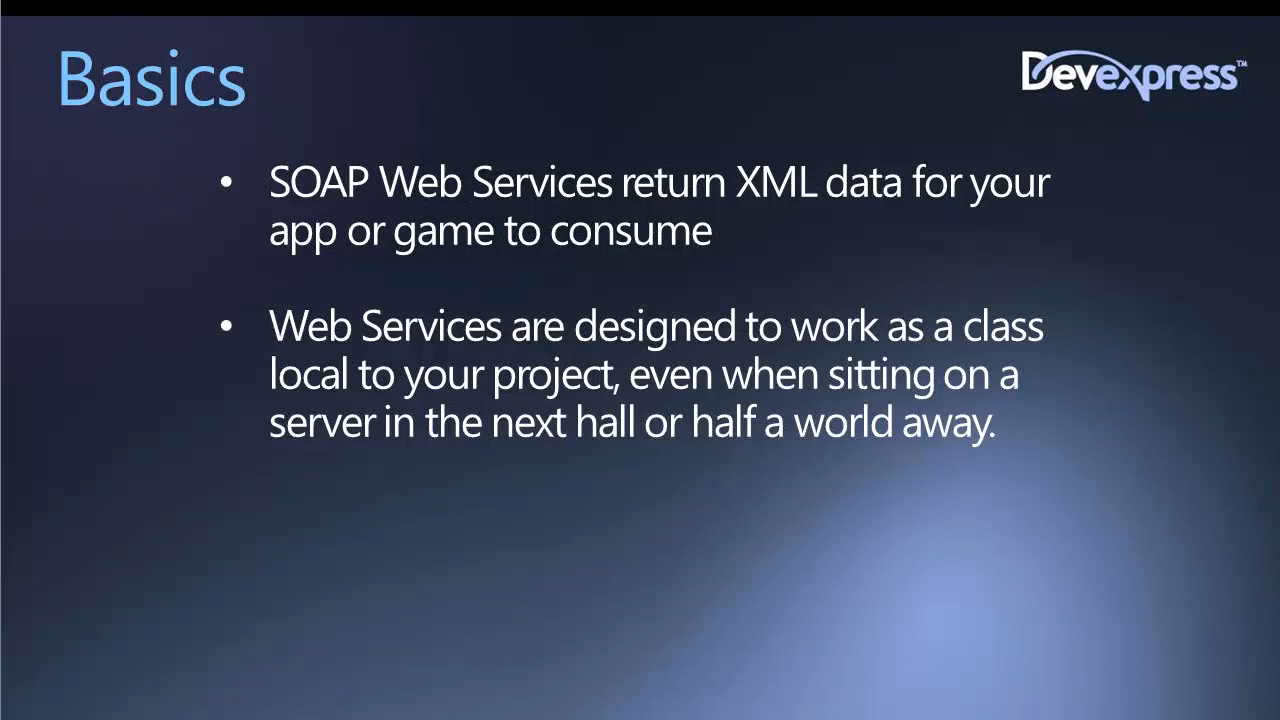 Basics
Devexpress™
• SOAP Web Services return XML data for your
app or game to consume
• Web Services are designed to work as a class
local to your project, even when sitting on a
server in the next hall or half a world away.